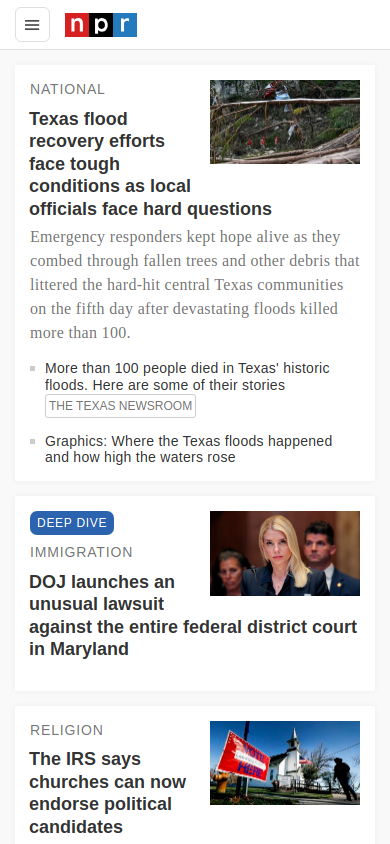 npr
NATIONAL
Texas flood
recovery efforts
face tough
conditions as local
officials face hard questions
Emergency responders kept hope alive as they
combed through fallen trees and other debris that
littered the hard-hit central Texas communities
on the fifth day after devastating floods killed
more than 100.
More than 100 people died in Texas' historic
floods. Here are some of their stories
THE TEXAS NEWSROOM
Graphics: Where the Texas floods happened
and how high the waters rose
DEEP DIVE
IMMIGRATION
DOJ launches an
unusual lawsuit
against the entire federal district court
in Maryland
RELIGION
The IRS says
churches can now
endorse political
candidates